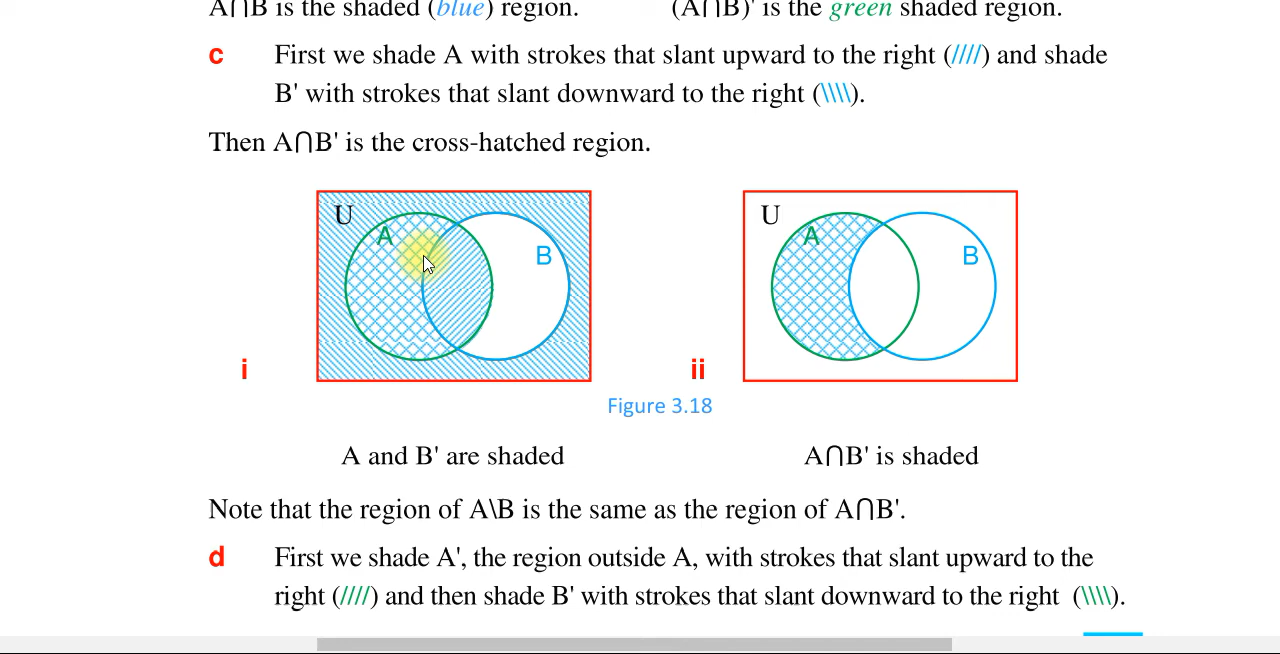 A⋂B is the shaded (blue) region. (A⋂B)' is the green shaded region.
c First we shade A with strokes that slant upward to the right (////) and shade
B' with strokes that slant downward to the right (\\\\).
Then A⋂B' is the cross-hatched region.
U A B
U A B
i ii
Figure 3.18
A and B' are shaded A⋂B' is shaded
Note that the region of A\B is the same as the region of A⋂B'.
d First we shade A', the region outside A, with strokes that slant upward to the
right (////) and then shade B' with strokes that slant downward to the right (\\\\).